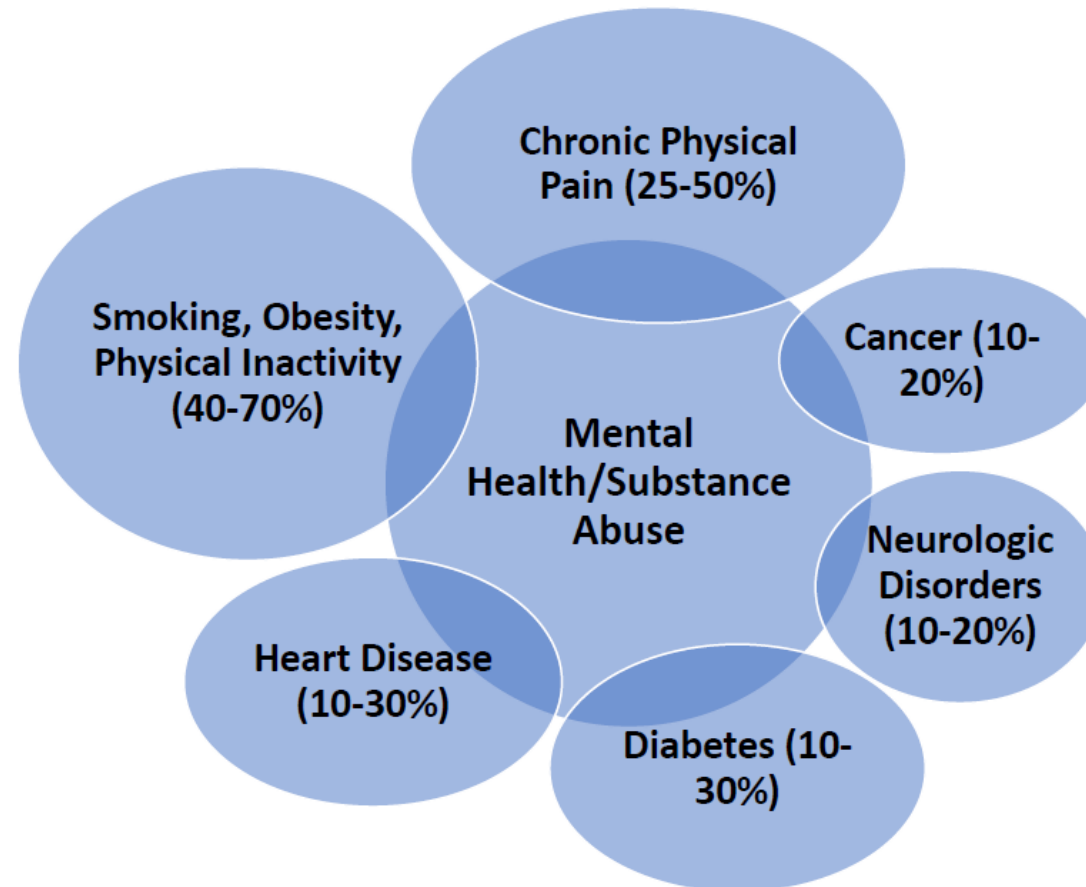 Chronic Physical
Pain (25-50%)
Smoking, Obesity,
Physical Inactivity
(40-70%)
Cancer (10-
20%)
Mental
Health/Substance
Abuse
Neurologic
Disorders
(10-20%)
Heart Disease
(10-30%)
Diabetes (10-
30%)